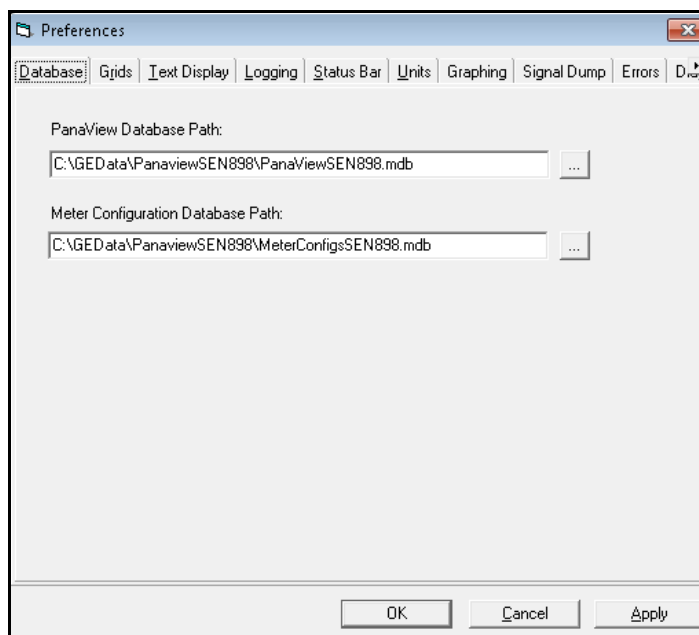 Preferences
Database Grids Text Display Logging Status Bar Units Graphing Signal Dump Errors
PanaView Database Path:
C:\GEData\PanaviewSEN898\PanaViewSEN898.mdb
...
Meter Configuration Database Path:
C:\GEData\PanaviewSEN898\MeterConfigsSEN898.mdb
...
OK Cancel Apply